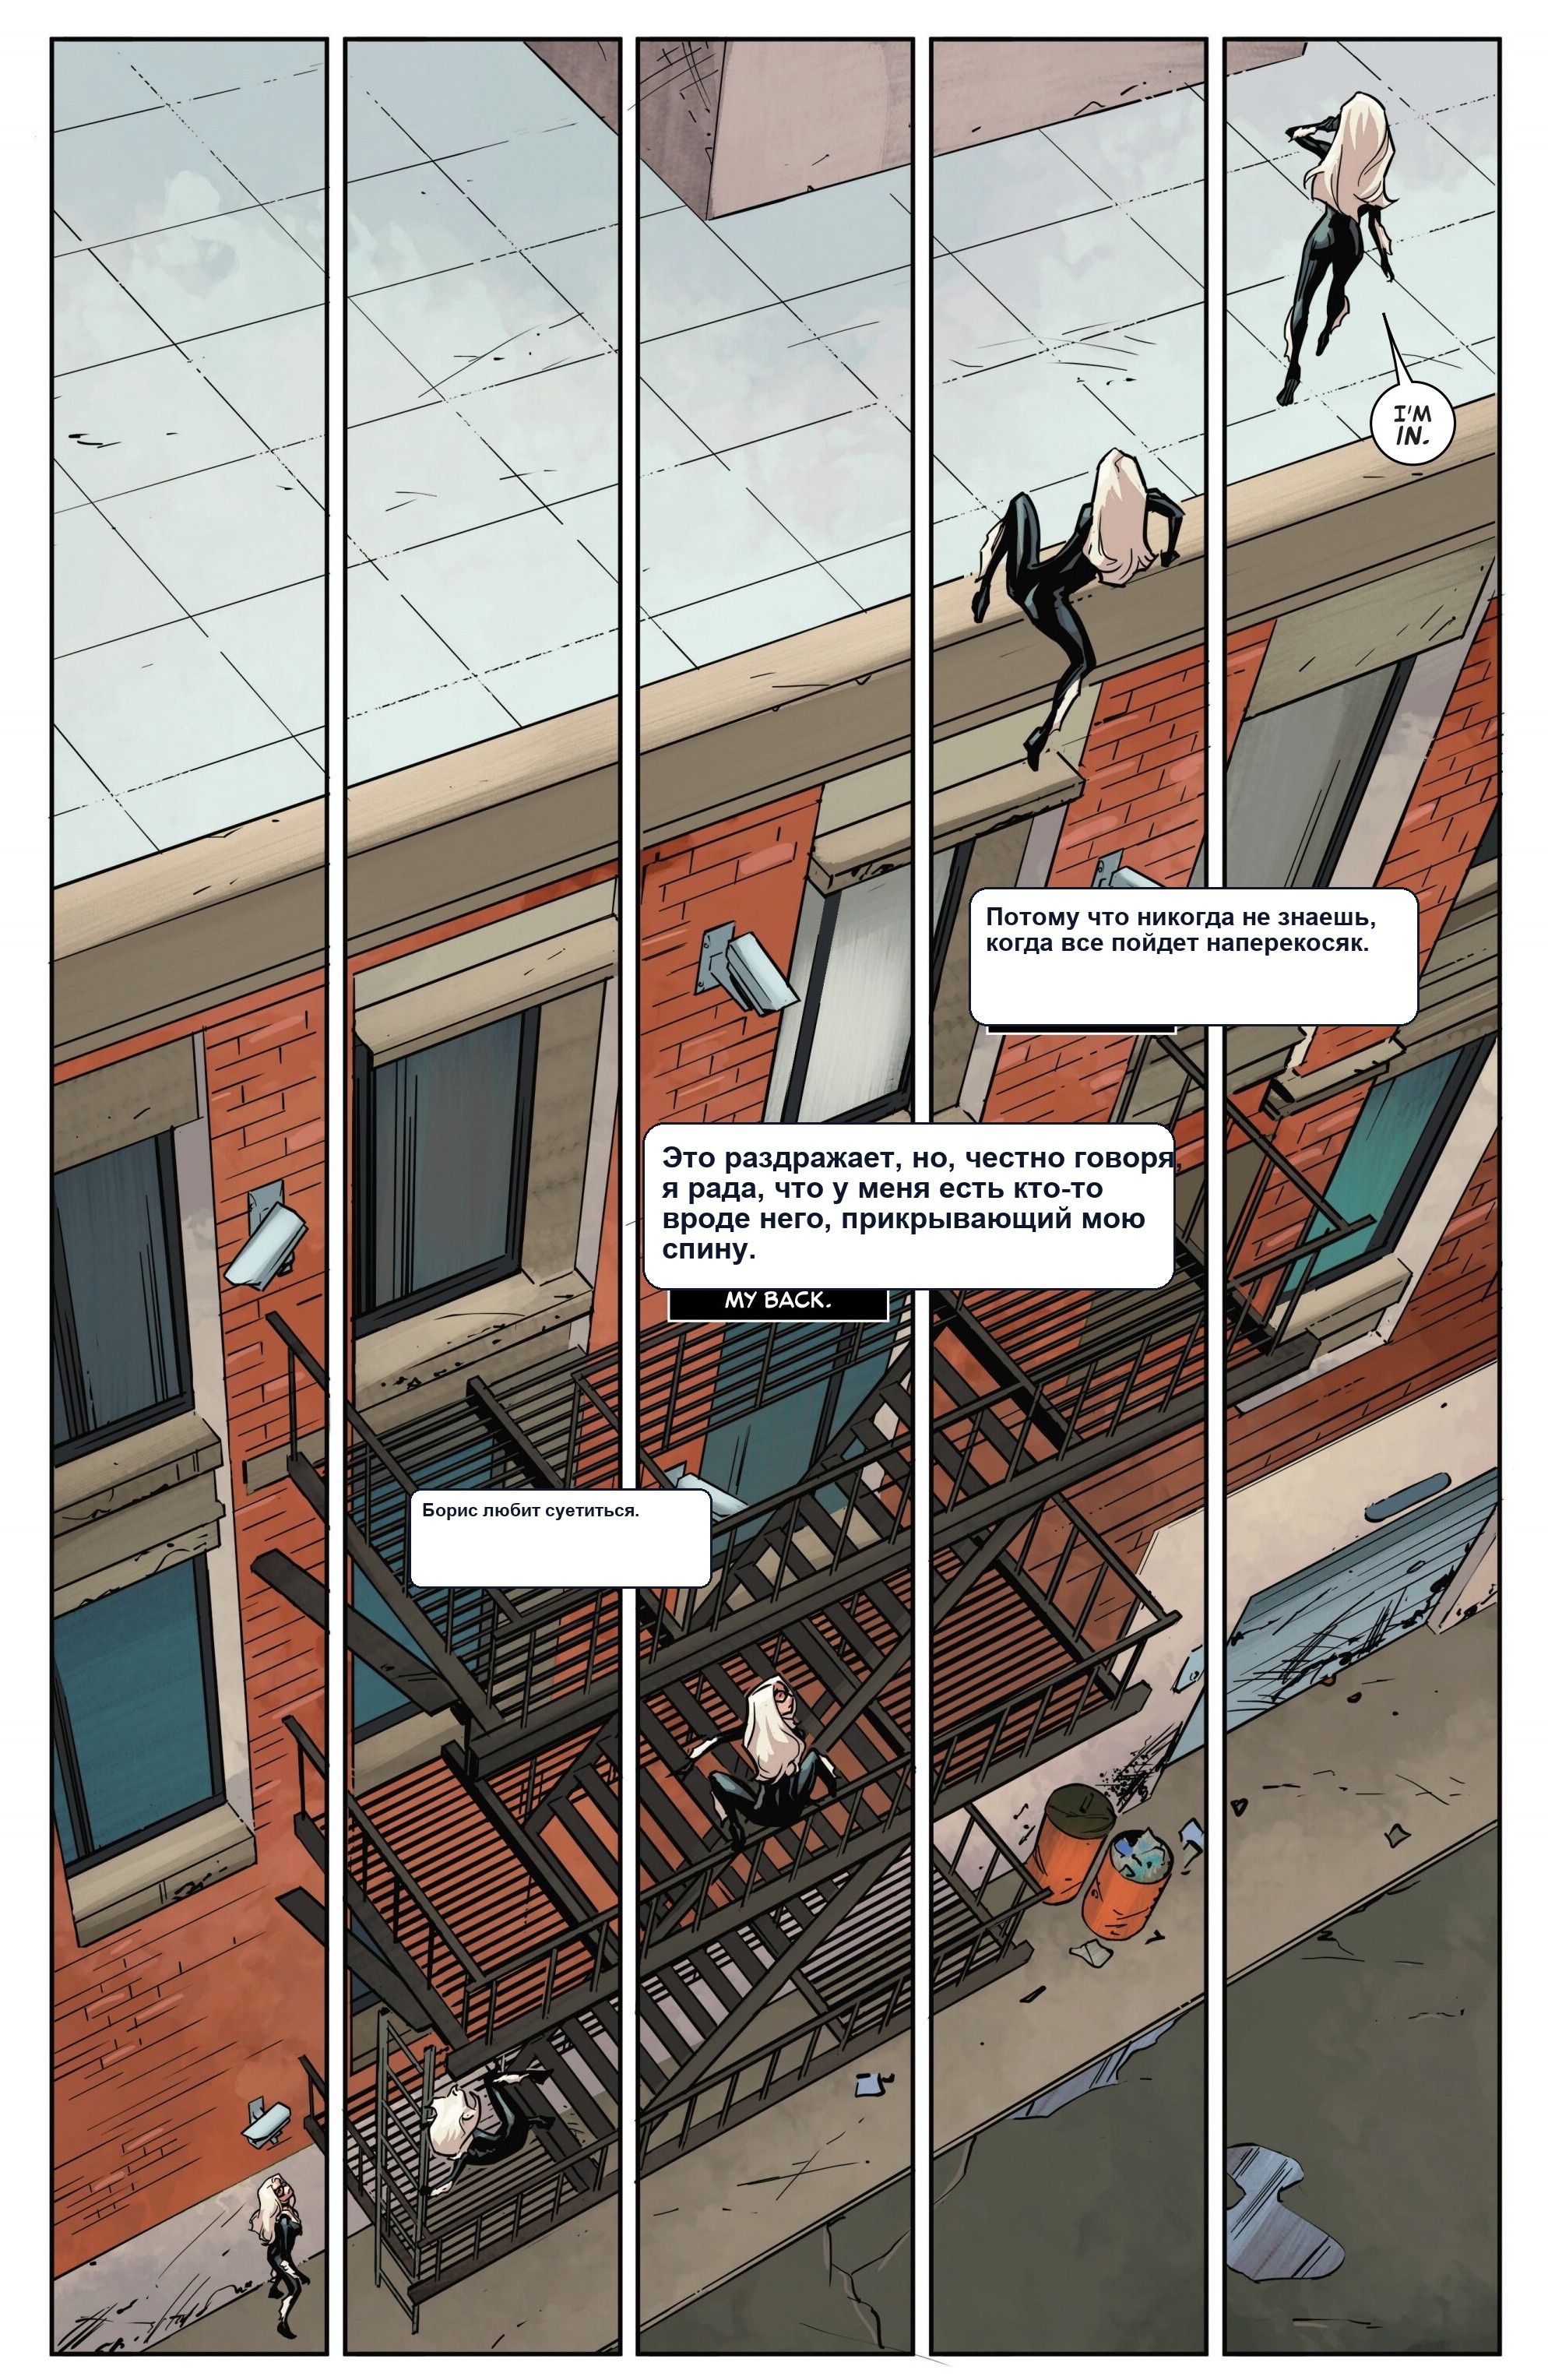 I'M
IN.
Потому что никогда не знаешь,
когда все пойдет наперекосяк.
Это раздражает, но, честно говоря,
я рада, что у меня есть кто-то
вроде него, прикрывающий мою
спину.
MY BACK.
Борис любит суетиться.